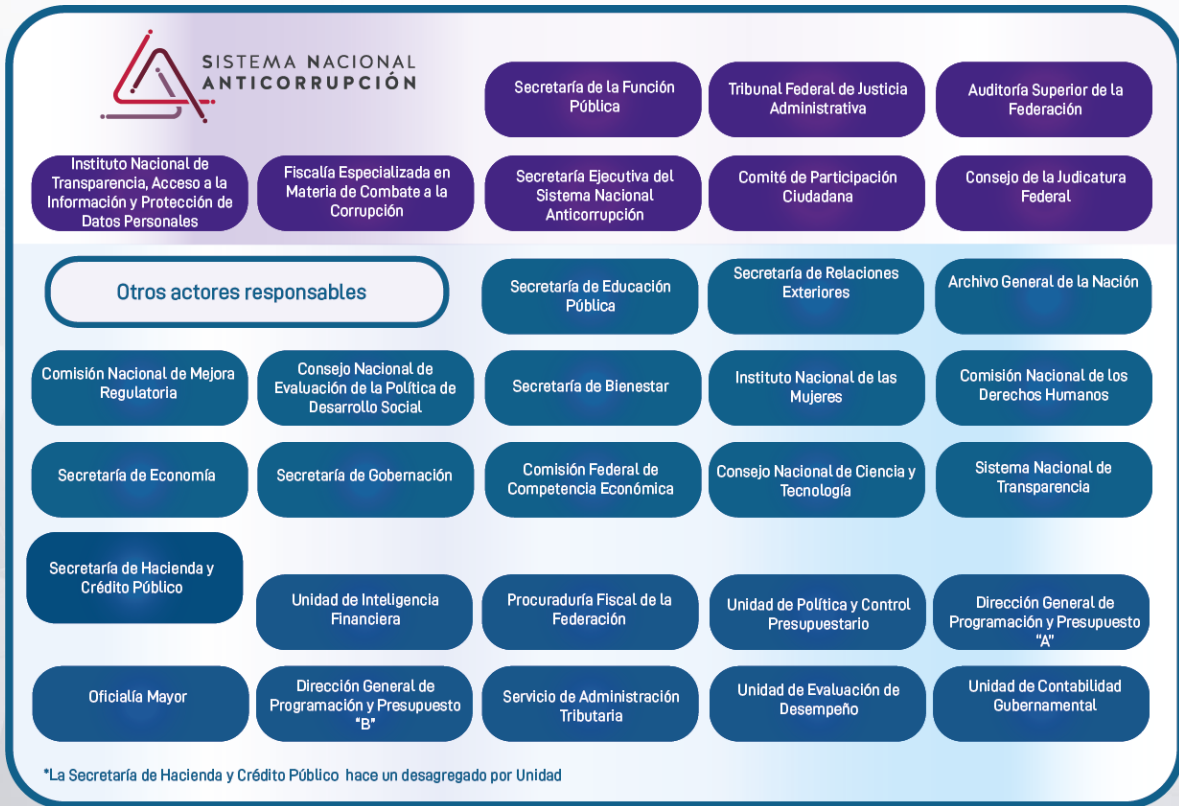 SISTEMA NACIONAL
ANTICORRUPCIÓN
Secretaría de la Función
Pública
Tribunal Federal de Justicia
Administrativa
Auditoría Superior de la
Federación
Instituto Nacional de
Transparencia, Acceso a la
Información y Protección de
Datos Personales
Fiscalía Especializada en
Materia de Combate a la
Corrupción
Secretaría Ejecutiva del
Sistema Nacional
Anticorrupción
Comité de Participación
Ciudadana
Consejo de la Judicatura
Federal
Otros actores responsables
Secretaría de Educación
Pública
Secretaría de Relaciones
Exteriores
Archivo General de la Nación
Comisión Nacional de Mejora
Regulatoria
Consejo Nacional de
Evaluación de la Política de
Desarrollo Social
Secretaría de Bienestar
Instituto Nacional de las
Mujeres
Comisión Nacional de los
Derechos Humanos
Secretaría de Economía
Secretaría de Gobernación
Comisión Federal de
Competencia Económica
Consejo Nacional de Ciencia y
Tecnología
Sistema Nacional de
Transparencia
Secretaría de Hacienda y
Crédito Público
Unidad de Inteligencia
Financiera
Procuraduría Fiscal de la
Federación
Unidad de Política y Control
Presupuestario
Dirección General de
Programación y Presupuesto
"A"
Oficialía Mayor
Dirección General de
Programación y Presupuesto
"B"
Servicio de Administración
Tributaria
Unidad de Evaluación de
Desempeño
Unidad de Contabilidad
Gubernamental
*La Secretaría de Hacienda y Crédito Público hace un desagregado por Unidad